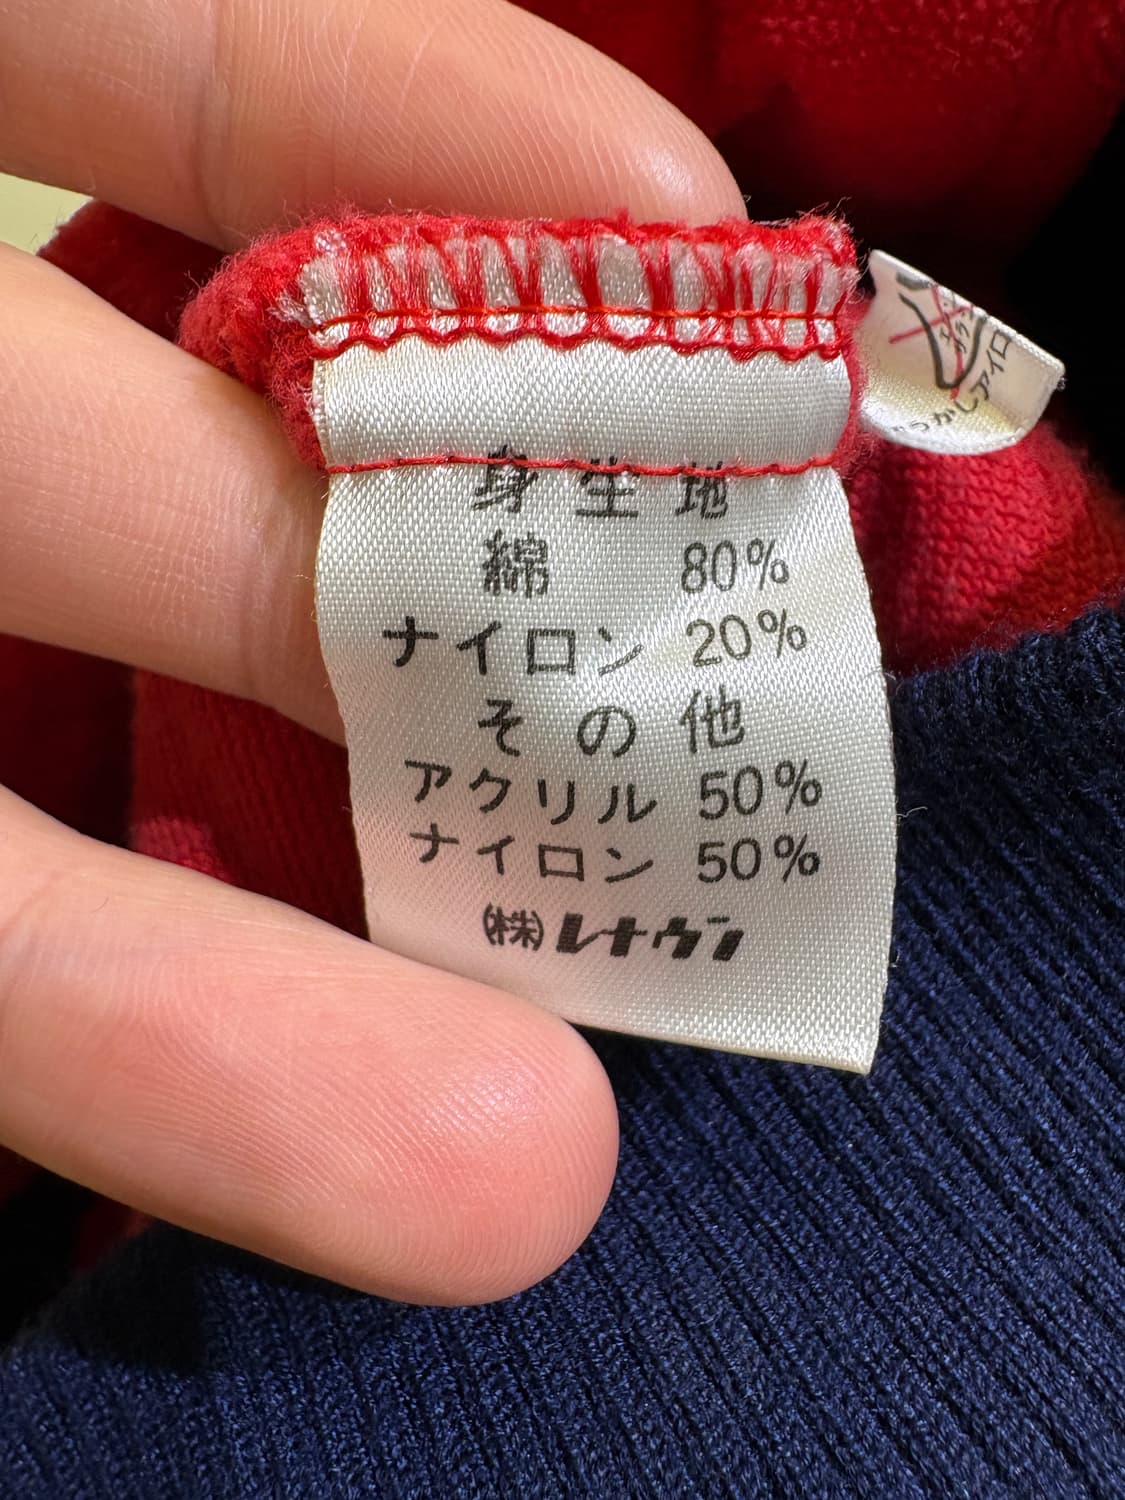 身生地
綿 80%
ナイロン 20%
その他
アクリル 50%
ナイロン 50%
㈱レナウン